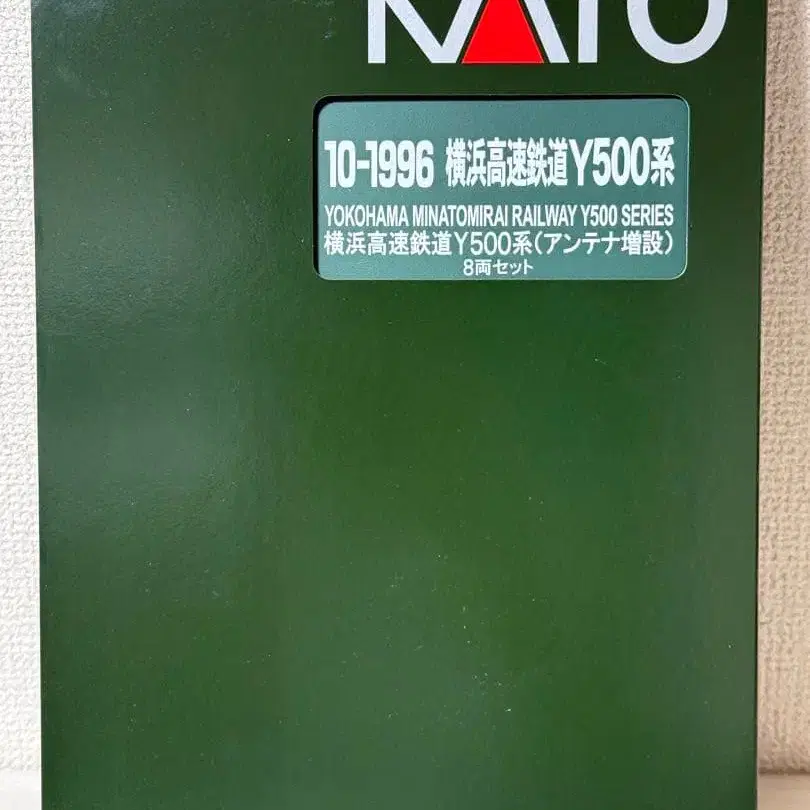 KATO
10-1996 横浜高速鉄道Y500系
YOKOHAMA MINATOMIRAI RAILWAY Y500 SERIES
横浜高速鉄道Y500系(アンテナ増設)
8両セット